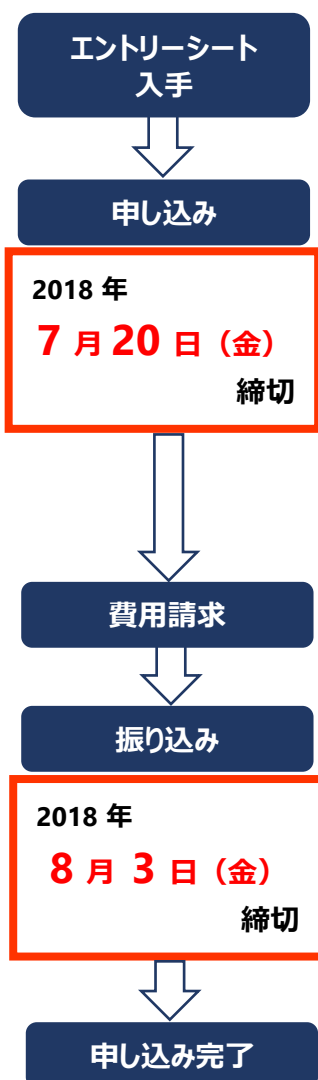 エントリーシート
入手
申し込み
2018 年
7 月 20 日（金）
締切
費用請求
振り込み
2018 年
8 月 3 日（金）
締切
申し込み完了